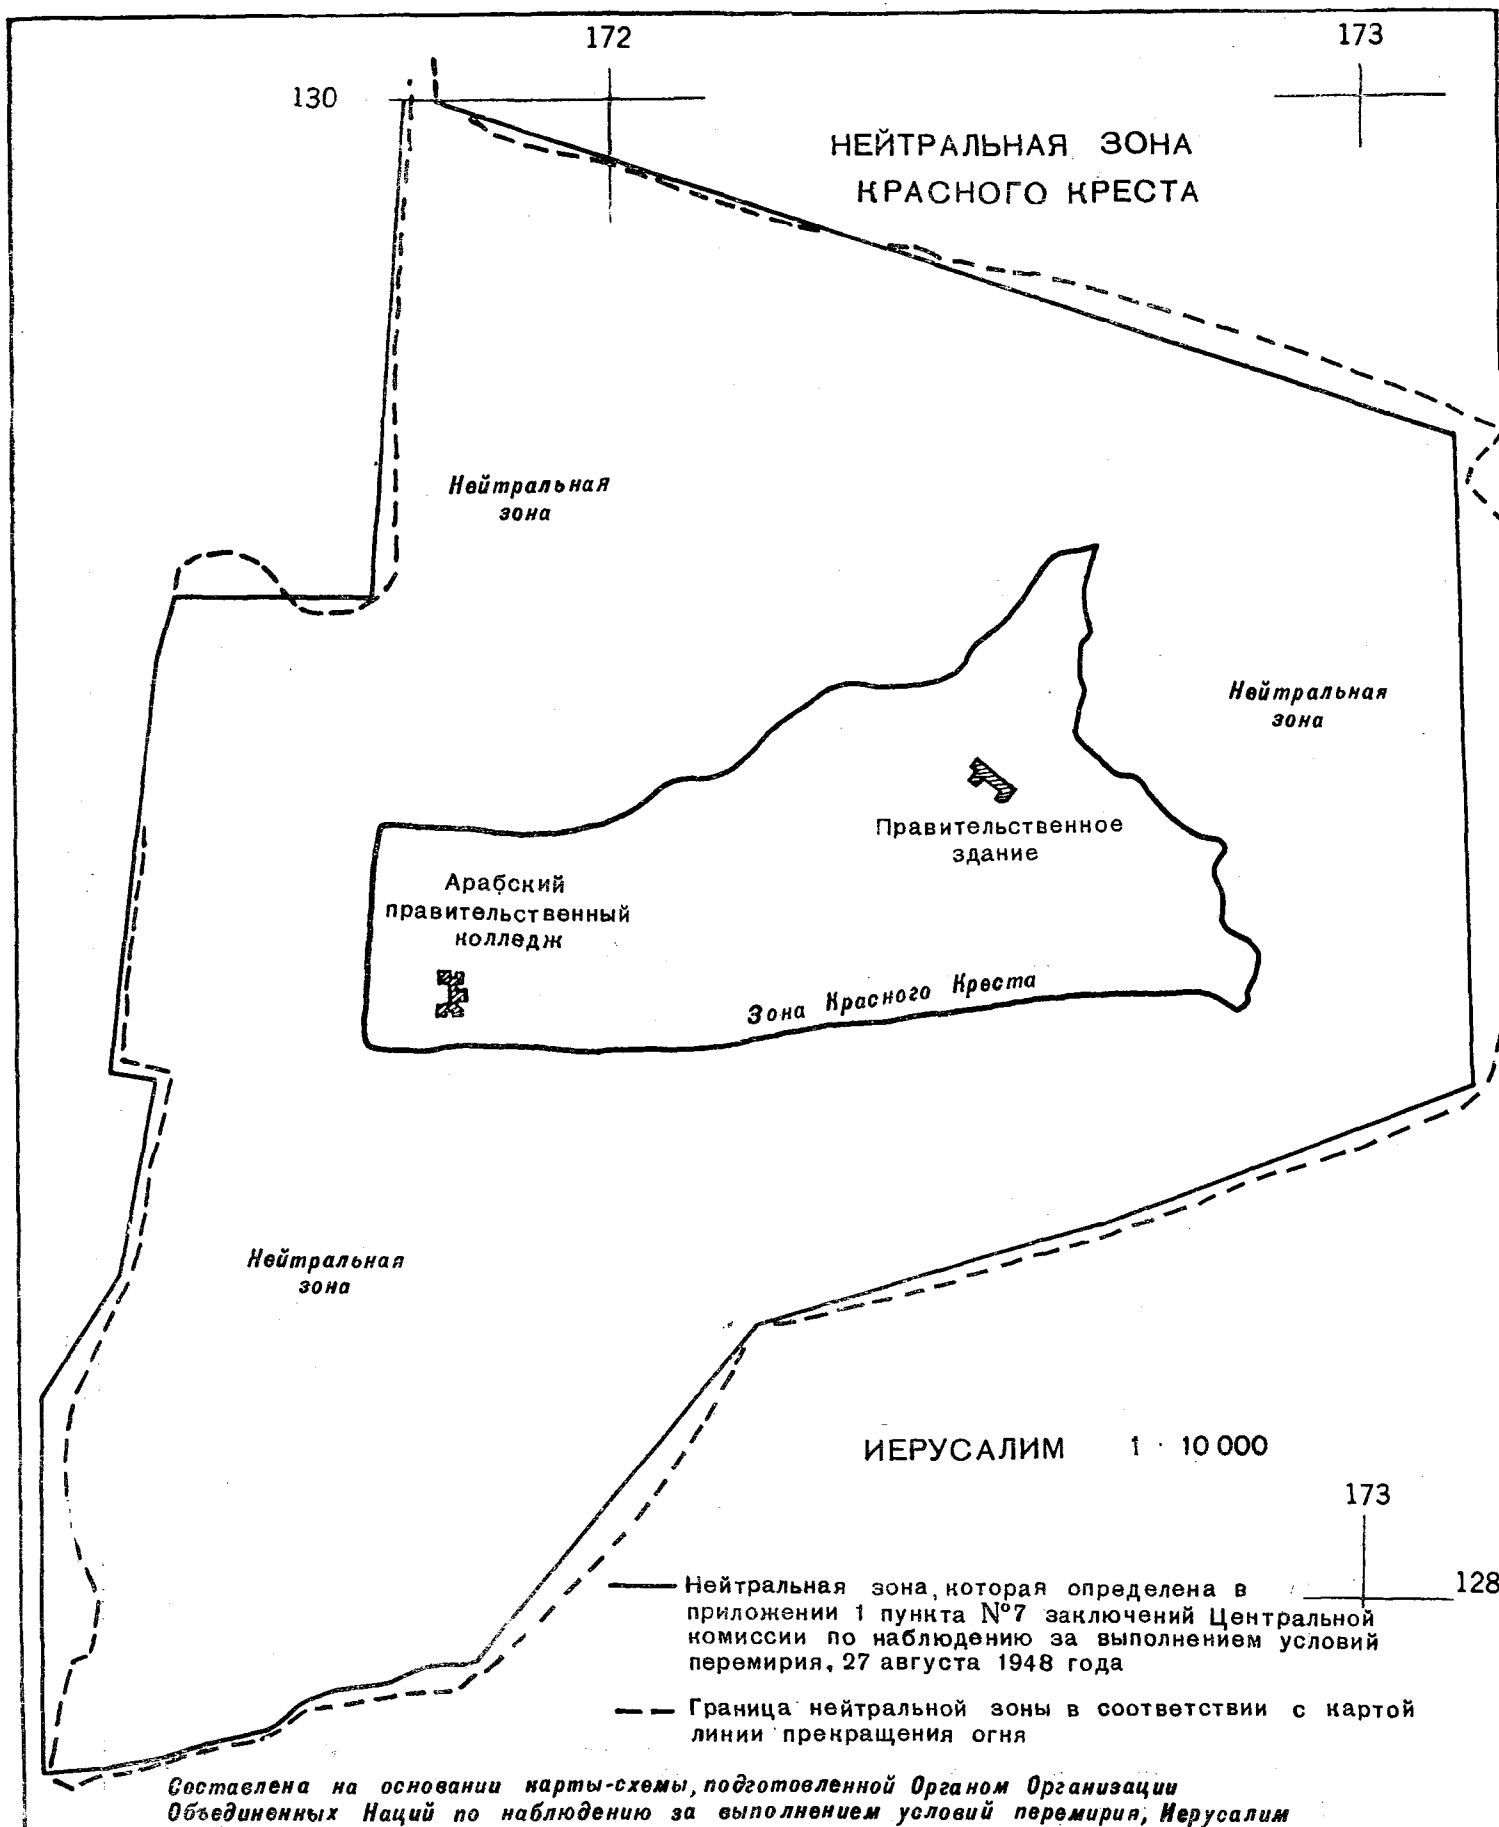 172
173
130
НЕЙТРАЛЬНАЯ ЗОНА
КРАСНОГО КРЕСТА
Нейтральная
зона
Нейтральная
зона
Правительственное
здание
Арабский
правительственный
колледж
Зона Красного Креста
Нейтральная
зона
ИЕРУСАЛИМ 1 : 10 000
173
128
Нейтральная зона, которая определена в
приложении 1 пункта №7 заключений Центральной
комиссии по наблюдению за выполнением условий
перемирия, 27 августа 1948 года
Граница нейтральной зоны в соответствии с картой
линии прекращения огня
Составлена на основании карты-схемы, подготовленной Органом Организации
Объединенных Наций по наблюдению за выполнением условий перемирия, Иерусалим